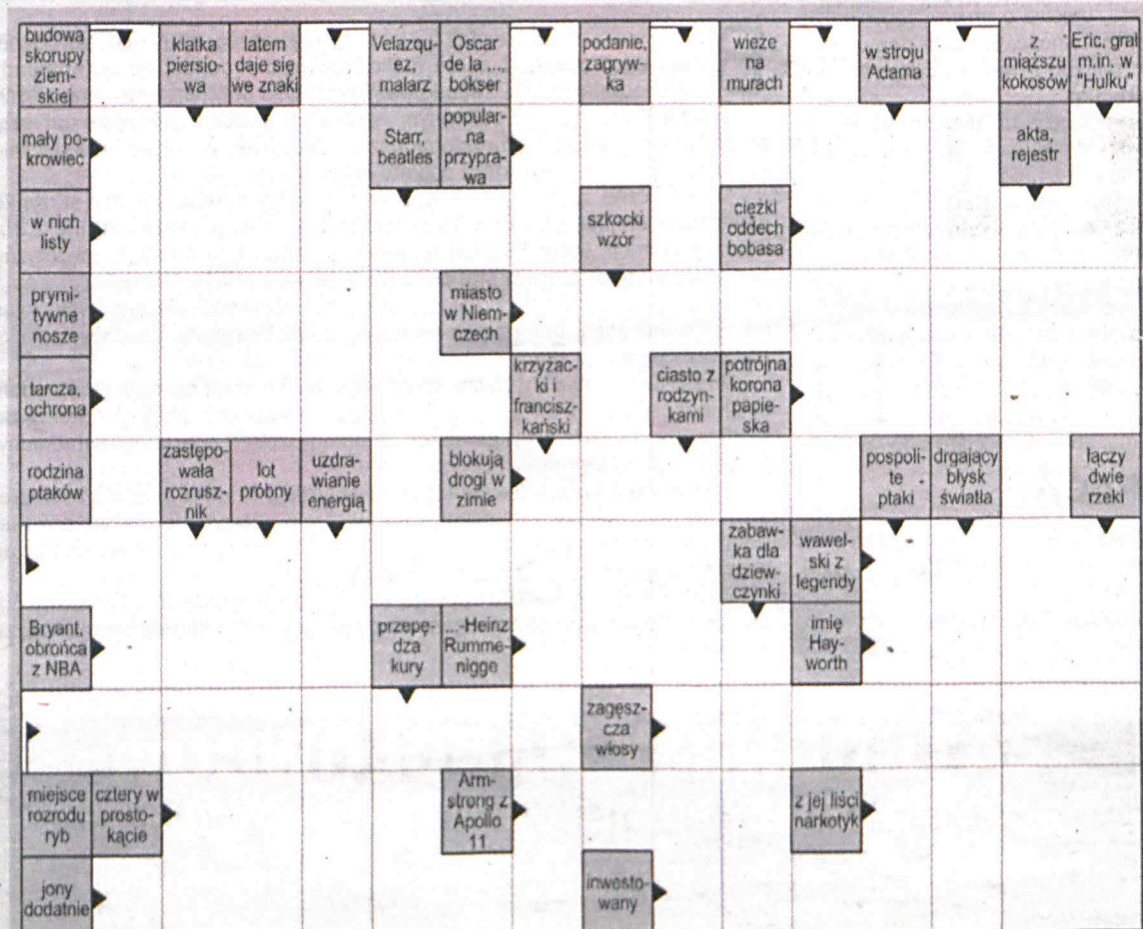 budowa
skorupy
ziem-
skiej
klatka
piersio-
wa
latem
daje się
we znaki
Velazqu-
ez,
malarz
Oscar
de la ...,
bokser
podanie,
zagryw-
ka
wieże
na
murach
w stroju
Adama
z
miąższu
kokosów
Eric, grał
m.in. w
"Hulku"
mały po-
krowiec
Starr,
beatles
popular-
na
przypra-
wa
akta,
rejestr
w nich
listy
szkocki
wzór
ciężki
oddech
bobasa
prymi-
tywne
nosze
miasto
w Niem-
czech
tarcza,
ochrona
krzyżac-
ki i
francisz-
kański
ciasto z
rodzyn-
kami
potrójna
korona
papie-
ska
rodzina
ptaków
zastępo-
wała
rozrusz-
nik
lot
próbny
uzdra-
wianie
energią
blokują
drogi w
zimie
pospoli-
te
ptaki
drgający
błysk
światła
łączy
dwie
rzeki
zabaw-
ka dla
dziew-
czynki
wawel-
ski z
legendy
Bryant,
obrońca
z NBA
przepę-
dza
kury
...-Heinz
Rumme-
nigge
imię
Hay-
worth
zagęsz-
cza
włosy
miejsce
rozrodu
ryb
cztery w
prosto-
kącie
Arm-
strong z
Apollo
11
z jej liści
narkotyk
jony
dodatnie
inwesto-
wany